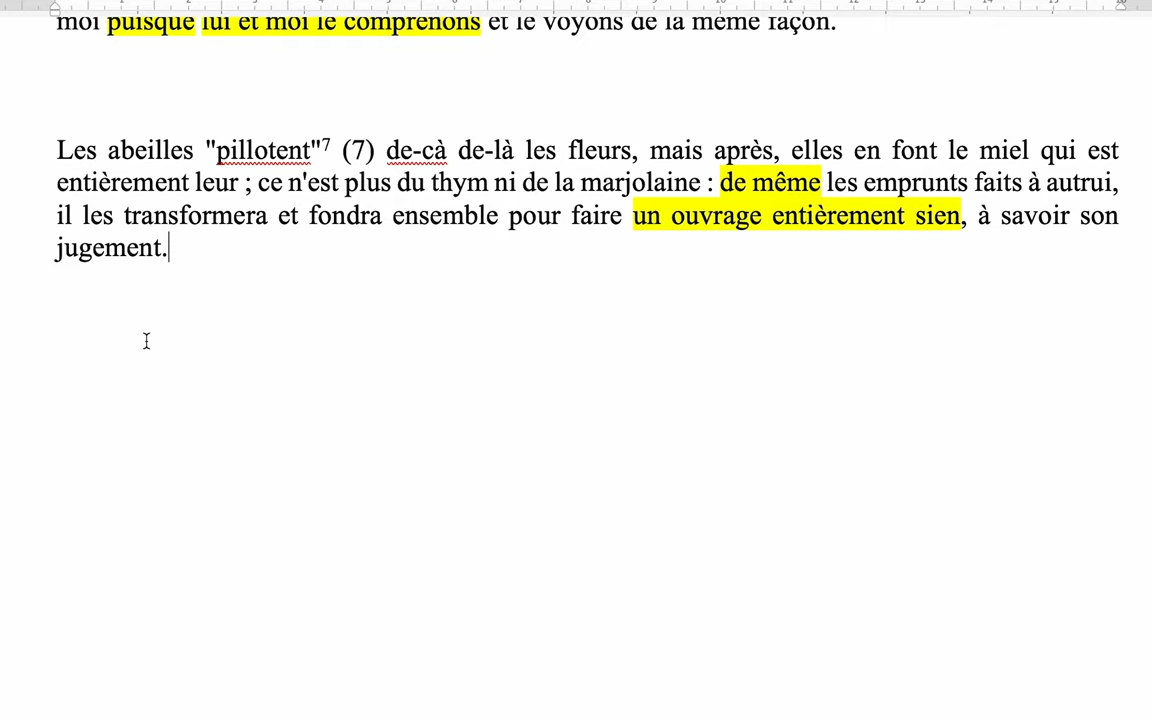 moi puisque lui et moi le comprenons et le voyons de la même façon.
Les abeilles "pillotent"⁷ (7) de-cà de-là les fleurs, mais après, elles en font le miel qui est
entièrement leur ; ce n'est plus du thym ni de la marjolaine : de même les emprunts faits à autrui,
il les transformera et fondra ensemble pour faire un ouvrage entièrement sien, à savoir son
jugement.